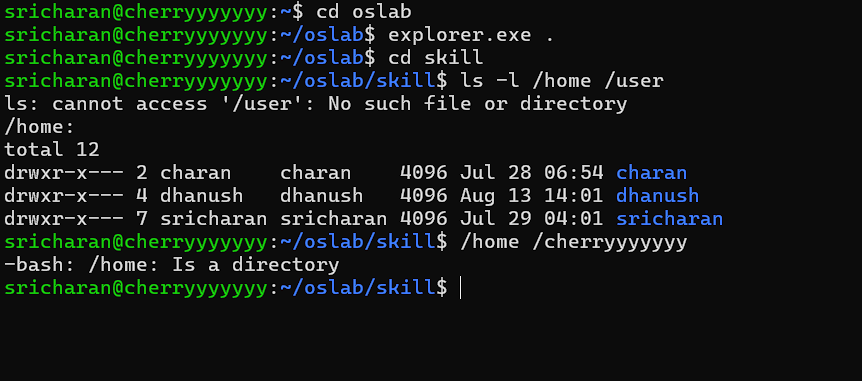 sricharan@cherryyyyyyy:~$ cd oslab
sricharan@cherryyyyyyy:~/oslab$ explorer.exe .
sricharan@cherryyyyyyy:~/oslab$ cd skill
sricharan@cherryyyyyyy:~/oslab/skill$ ls -l /home /user
ls: cannot access '/user': No such file or directory
/home:
total 12
drwxr-x--- 2 charan    charan    4096 Jul 28 06:54 charan
drwxr-x--- 4 dhanush   dhanush   4096 Aug 13 14:01 dhanush
drwxr-x--- 7 sricharan sricharan 4096 Jul 29 04:01 sricharan
sricharan@cherryyyyyyy:~/oslab/skill$ /home /cherryyyyyyy
-bash: /home: Is a directory
sricharan@cherryyyyyyy:~/oslab/skill$